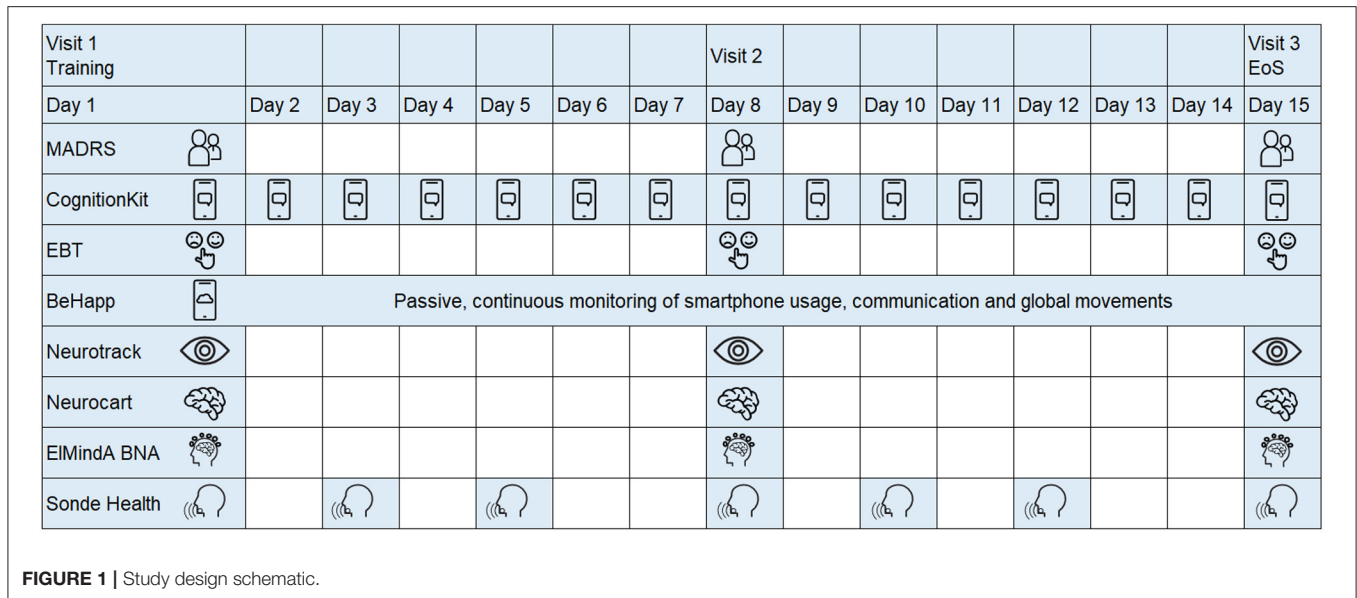 Visit 1
Training
Visit 2
Visit 3
EoS
Day 1 Day 2 Day 3 Day 4 Day 5 Day 6 Day 7 Day 8 Day 9 Day 10 Day 11 Day 12 Day 13 Day 14 Day 15
MADRS
CognitionKit
EBT
BeHapp Passive, continuous monitoring of smartphone usage, communication and global movements
Neurotrack
Neurocart
ElMindA BNA
Sonde Health
FIGURE 1 | Study design schematic.